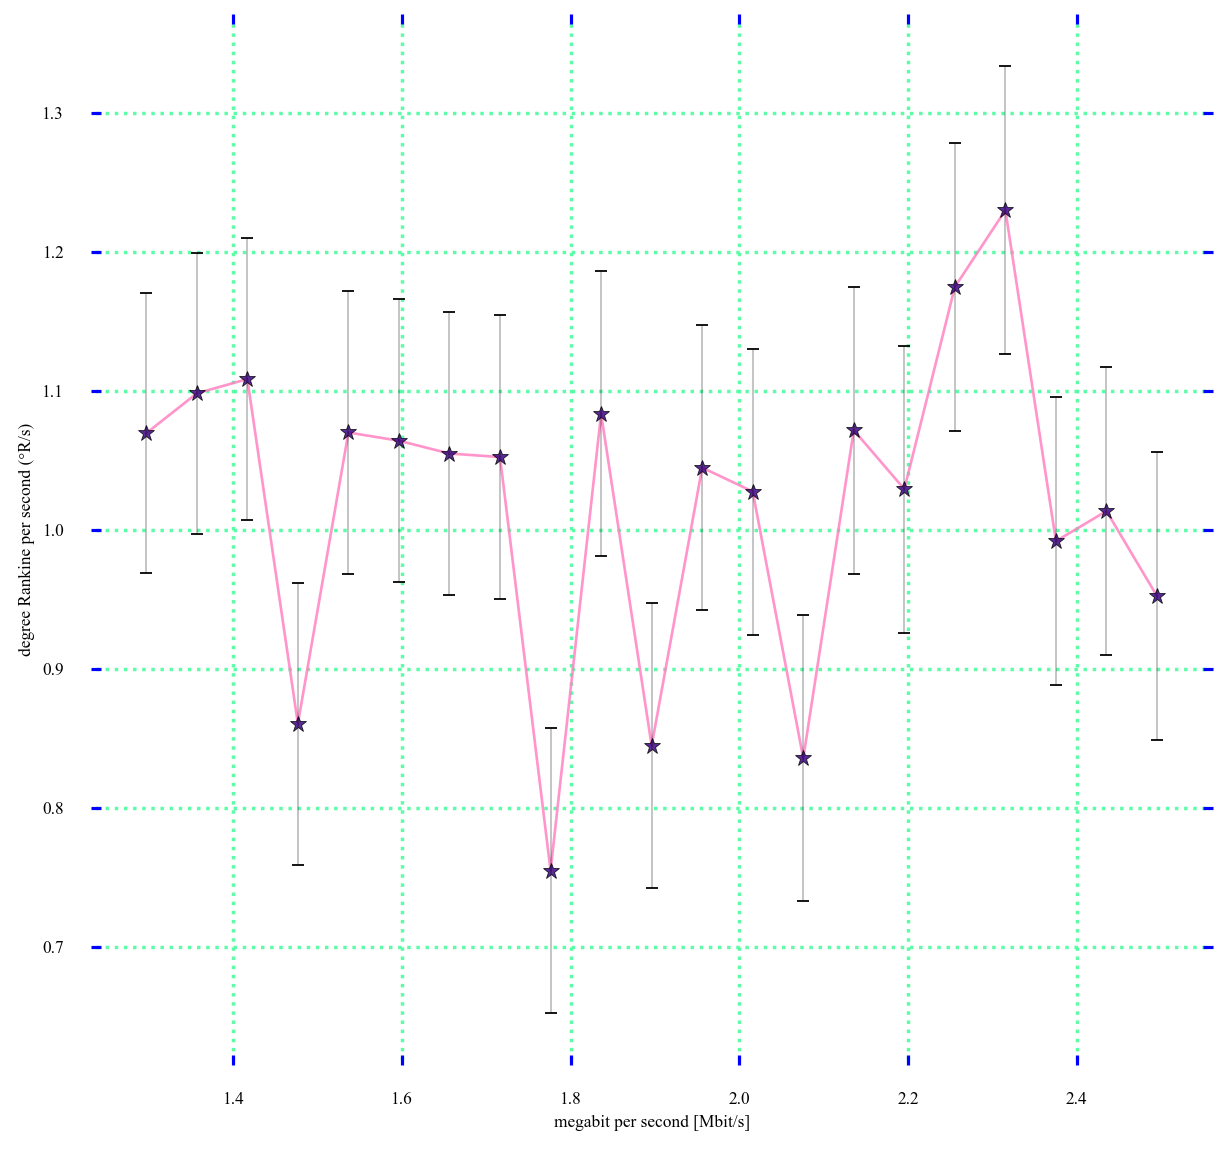 1.3
1.2
1.1
1.0
0.9
0.8
0.7
degree Rankine per second (°R/s)
1.4 1.6 1.8 2.0 2.2 2.4
megabit per second [Mbit/s]